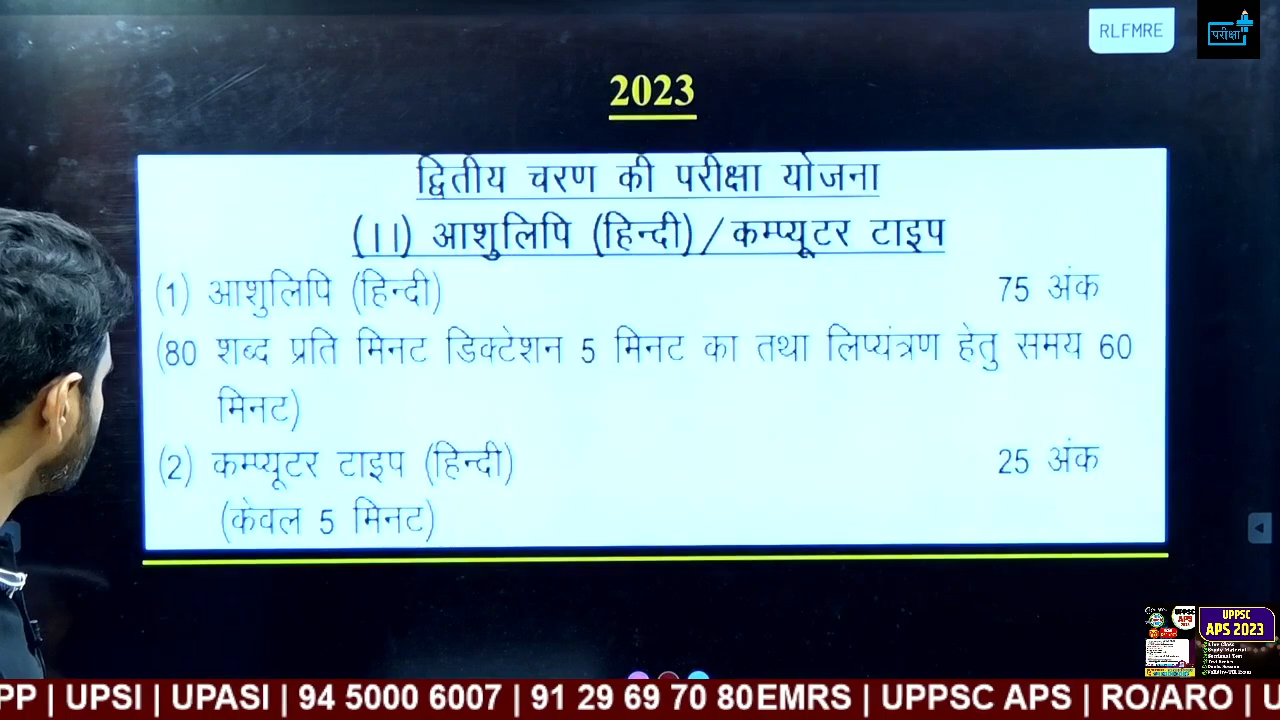 RLFMRE
परीक्षा
2023
द्वितीय चरण की परीक्षा योजना
(।।) आशुलिपि (हिन्दी)/कम्प्यूटर टाइप
(1) आशुलिपि (हिन्दी) 75 अंक
(80 शब्द प्रति मिनट डिक्टेशन 5 मिनट का तथा लिप्यंत्रण हेतु समय 60
मिनट)
(2) कम्प्यूटर टाइप (हिन्दी) 25 अंक
(केवल 5 मिनट)
UPPSC
APS 2023
PP | UPSI | UPASI | 94 5000 6007 | 91 29 69 70 80EMRS | UPPSC APS | RO/ARO | U